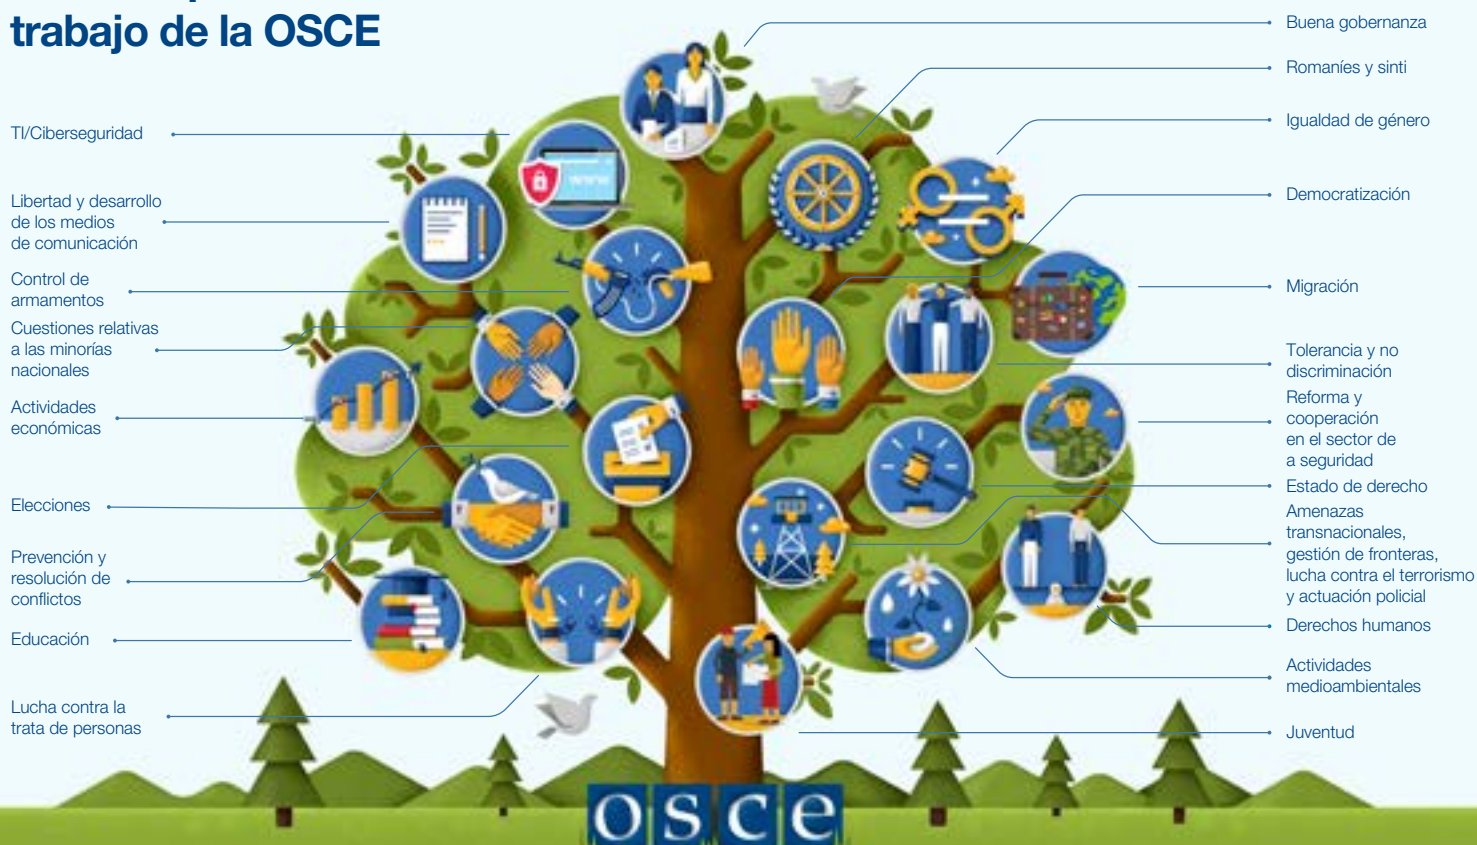 trabajo de la OSCE
TI/Ciberseguridad
Libertad y desarrollo
de los medios
de comunicación
Control de
armamentos
Cuestiones relativas
a las minorías
nacionales
Actividades
económicas
Elecciones
Prevención y
resolución de
conflictos
Educación
Lucha contra la
trata de personas
Buena gobernanza
Romaníes y sinti
Igualdad de género
Democratización
Migración
Tolerancia y no
discriminación
Reforma y
cooperación
en el sector de
a seguridad
Estado de derecho
Amenazas
transnacionales,
gestión de fronteras,
lucha contra el terrorismo
y actuación policial
Derechos humanos
Actividades
medioambientales
Juventud
www
osce